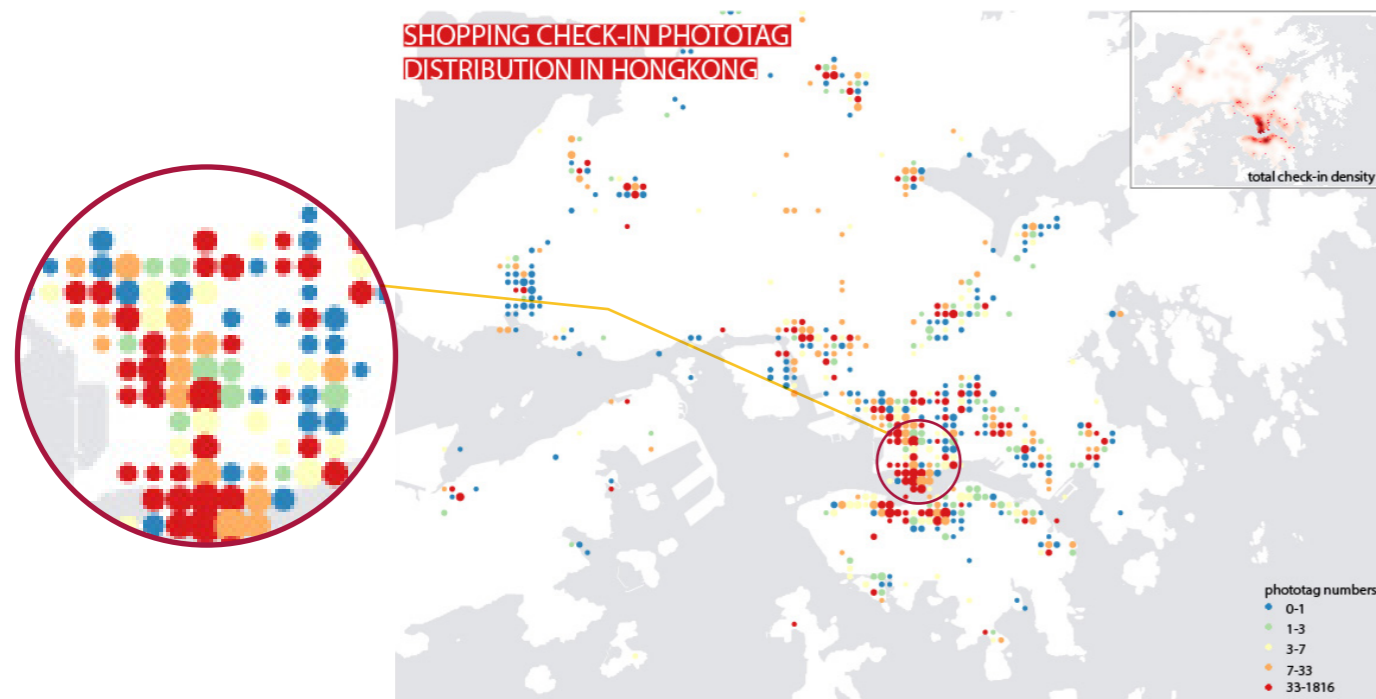 SHOPPING CHECK-IN PHOTOTAG
DISTRIBUTION IN HONGKONG
total check-in density
phototag numbers
0-1
1-3
3-7
7-33
33-1816